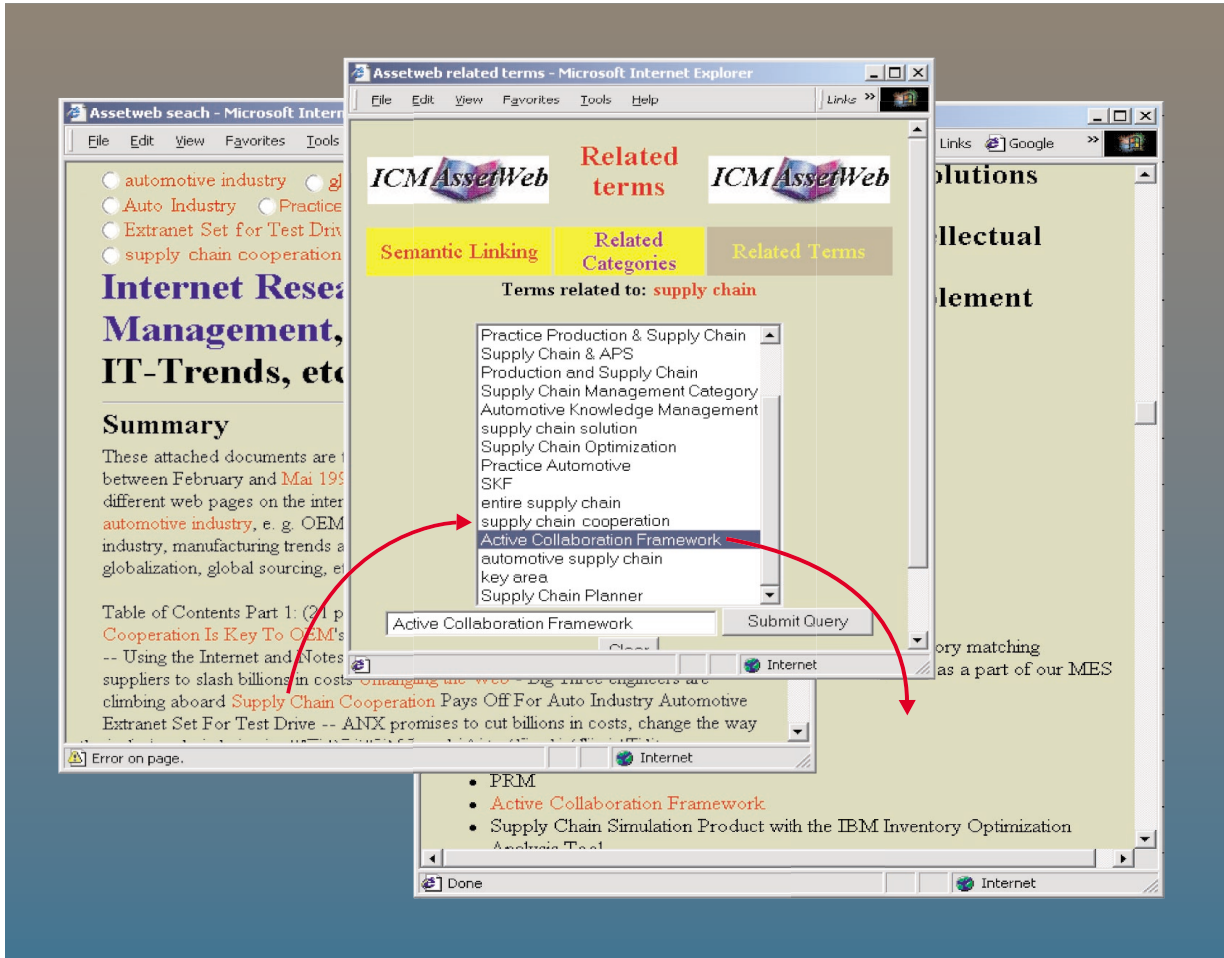 Assetweb seach - Microsoft Intern
File Edit View Favorites Tools
automotive industry
Auto Industry Practice
Extranet Set for Test Driv
supply chain cooperation
Internet Resea
Management,
IT-Trends, etc
Summary
These attached documents are
between February and Mai 199
different web pages on the inter
automotive industry, e. g. OEM
industry, manufacturing trends a
globalization, global sourcing, e
Table of Contents Part 1: (21 p
Cooperation Is Key To OEM's
-- Using the Internet and Notes
suppliers to slash billions in costs Untangling the Web - Big Three engineers are
climbing aboard Supply Chain Cooperation Pays Off For Auto Industry Automotive
Extranet Set For Test Drive -- ANX promises to cut billions in costs, change the way
Error on page.
Internet
Assetweb related terms - Microsoft Internet Explorer
File Edit View Favorites Tools Help Links »
ICM AssetWeb
Related
terms
ICM AssetWeb
Semantic Linking
Related
Categories
Related Terms
Terms related to: supply chain
Practice Production & Supply Chain
Supply Chain & APS
Production and Supply Chain
Supply Chain Management Category
Automotive Knowledge Management
supply chain solution
Supply Chain Optimization
Practice Automotive
SKF
entire supply chain
supply chain cooperation
Active Collaboration Framework
automotive supply chain
key area
Supply Chain Planner
Active Collaboration Framework Submit Query
Clear
Internet
Links Google »
olutions
llectual
lement
ory matching
as a part of our MES
PRM
Active Collaboration Framework
Supply Chain Simulation Product with the IBM Inventory Optimization
Analysis Tool
Done
Internet